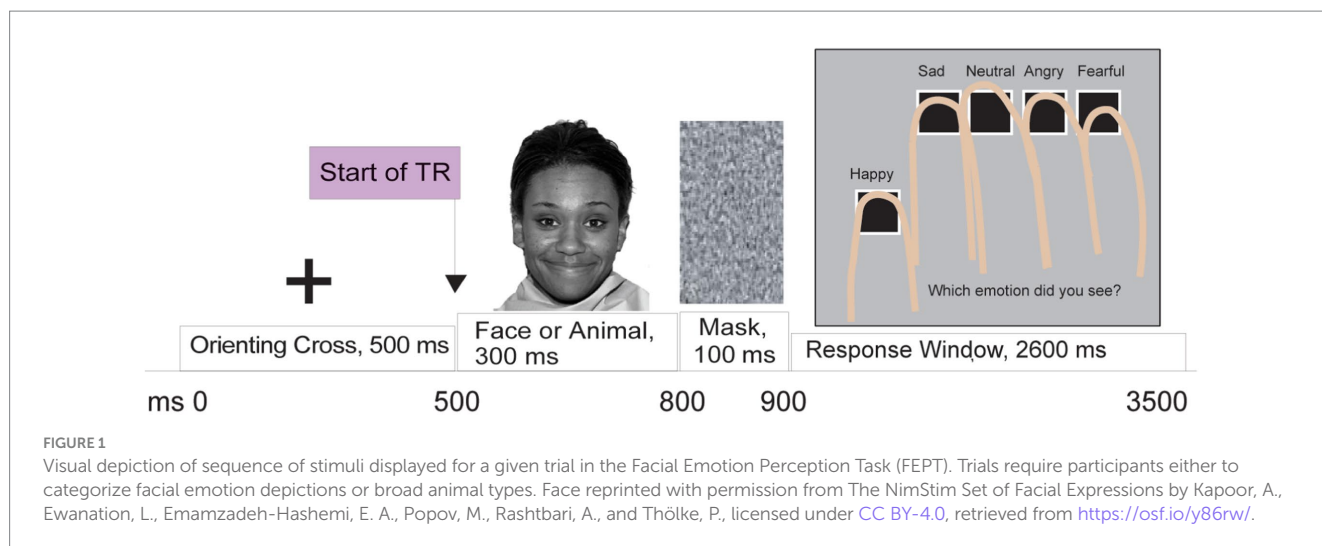 Start of TR
Sad Neutral Angry Fearful
Happy
Which emotion did you see?
Orienting Cross, 500 ms
Face or Animal,
300 ms
Mask,
100 ms
Response Window, 2600 ms
ms 0 500 800 900 3500
FIGURE 1
Visual depiction of sequence of stimuli displayed for a given trial in the Facial Emotion Perception Task (FEPT). Trials require participants either to
categorize facial emotion depictions or broad animal types. Face reprinted with permission from The NimStim Set of Facial Expressions by Kapoor, A.,
Ewanation, L., Emamzadeh-Hashemi, E. A., Popov, M., Rashtbari, A., and Thölke, P., licensed under CC BY-4.0, retrieved from https://osf.io/y86rw/.